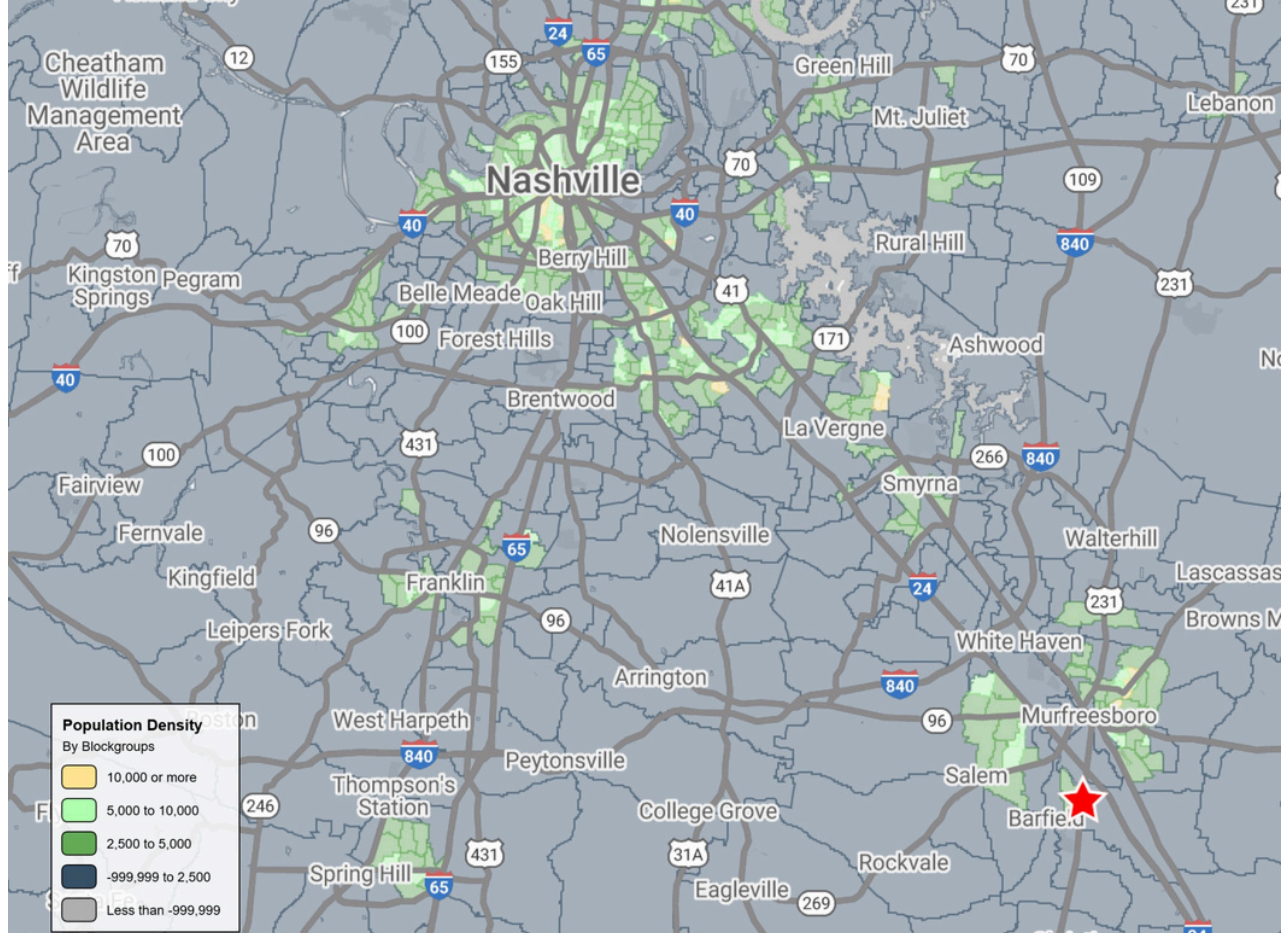 24
65
231
12
155
Cheatham
Wildlife
Management
Area
Green Hill
70
Lebanon
Mt. Juliet
70
Nashville
109
40
40
70
Rural Hill
840
Kingston
Springs
Pegram
Berry Hill
231
Belle Meade
Oak Hill
41
100
Forest Hills
171
Ashwood
40
Brentwood
La Vergne
431
100
266
840
Fairview
Smyrna
96
Fernvale
65
Nolensville
Walterhill
Kingfield
Franklin
41A
24
Lascassas
231
Leipers Fork
96
White Haven
Browns M
Arrington
840
West Harpeth
96
Murfreesboro
840
Peytonsville
Thompson's
Station
Salem
246
College Grove
Barfield
431
31A
Rockvale
Spring Hill
65
Eagleville
269
24
Population Density
By Blockgroups
10,000 or more
5,000 to 10,000
2,500 to 5,000
-999,999 to 2,500
Less than -999,999